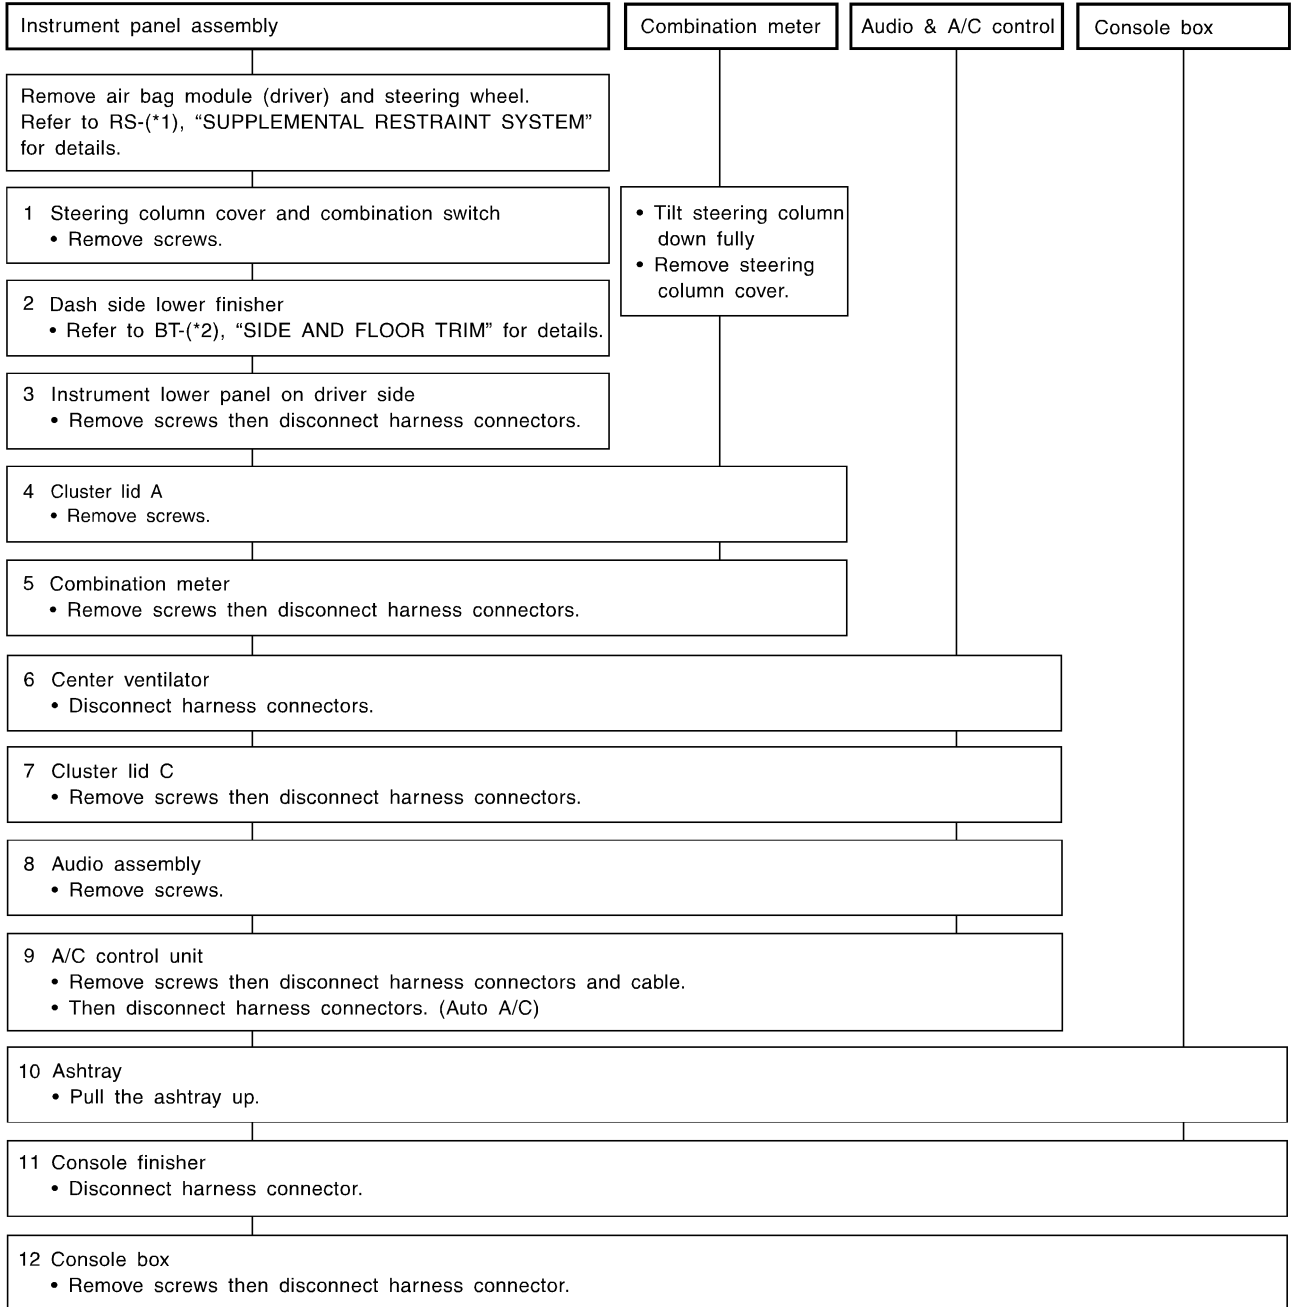 Instrument panel assembly
Combination meter
Audio & A/C control
Console box
Remove air bag module (driver) and steering wheel.
Refer to RS-(*1), “SUPPLEMENTAL RESTRAINT SYSTEM”
for details.
1 Steering column cover and combination switch
• Remove screws.
• Tilt steering column
down fully
• Remove steering
column cover.
2 Dash side lower finisher
• Refer to BT-(*2), “SIDE AND FLOOR TRIM” for details.
3 Instrument lower panel on driver side
• Remove screws then disconnect harness connectors.
4 Cluster lid A
• Remove screws.
5 Combination meter
• Remove screws then disconnect harness connectors.
6 Center ventilator
• Disconnect harness connectors.
7 Cluster lid C
• Remove screws then disconnect harness connectors.
8 Audio assembly
• Remove screws.
9 A/C control unit
• Remove screws then disconnect harness connectors and cable.
• Then disconnect harness connectors. (Auto A/C)
10 Ashtray
• Pull the ashtray up.
11 Console finisher
• Disconnect harness connector.
12 Console box
• Remove screws then disconnect harness connector.